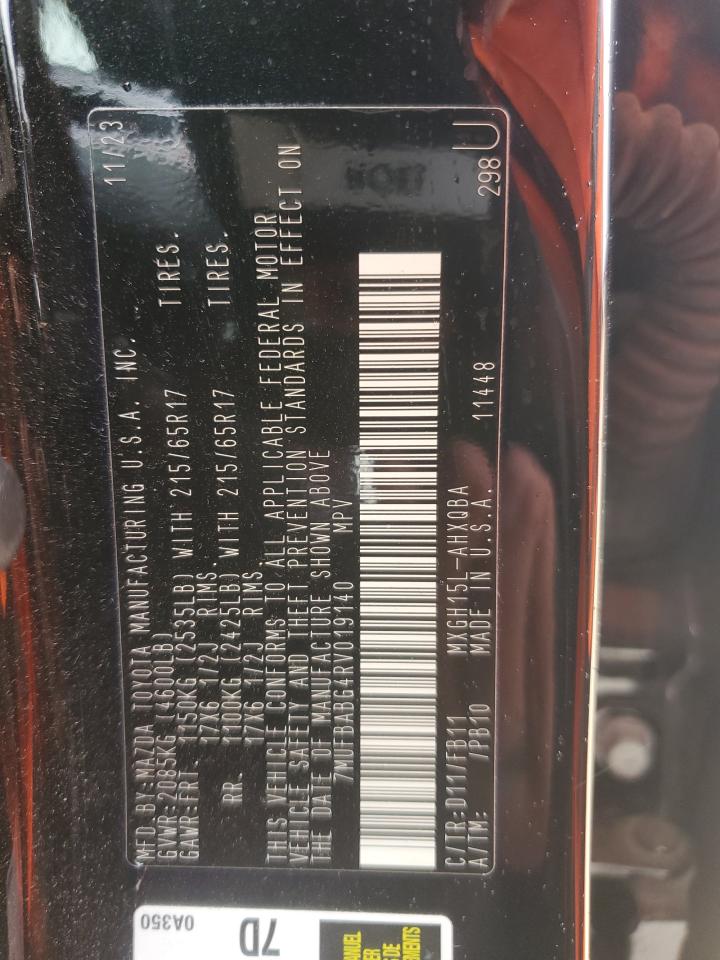 MFD BY:MAZDA TOYOTA MANUFACTURING U.S.A. INC. 11/23
GVWR:2085KG (4600LB)
GAWR:FRT 1150KG (2535LB) WITH 215/65R17 TIRES.
17X6 1/2J RIMS.
RR. 1100KG (2425LB) WITH 215/65R17 TIRES.
17X6 1/2J RIMS.
THIS VEHICLE CONFORMS TO ALL APPLICABLE FEDERAL MOTOR
VEHICLE SAFETY AND THEFT PREVENTION STANDARDS IN EFFECT ON
THE DATE OF MANUFACTURE SHOWN ABOVE
7MUFBABG4RV019140 MPV
C/TR:D117/FB11 MXGH15L-AHXQBA
A/TM: /PB10 MADE IN U.S.A. 11448 298U
0A350
7D